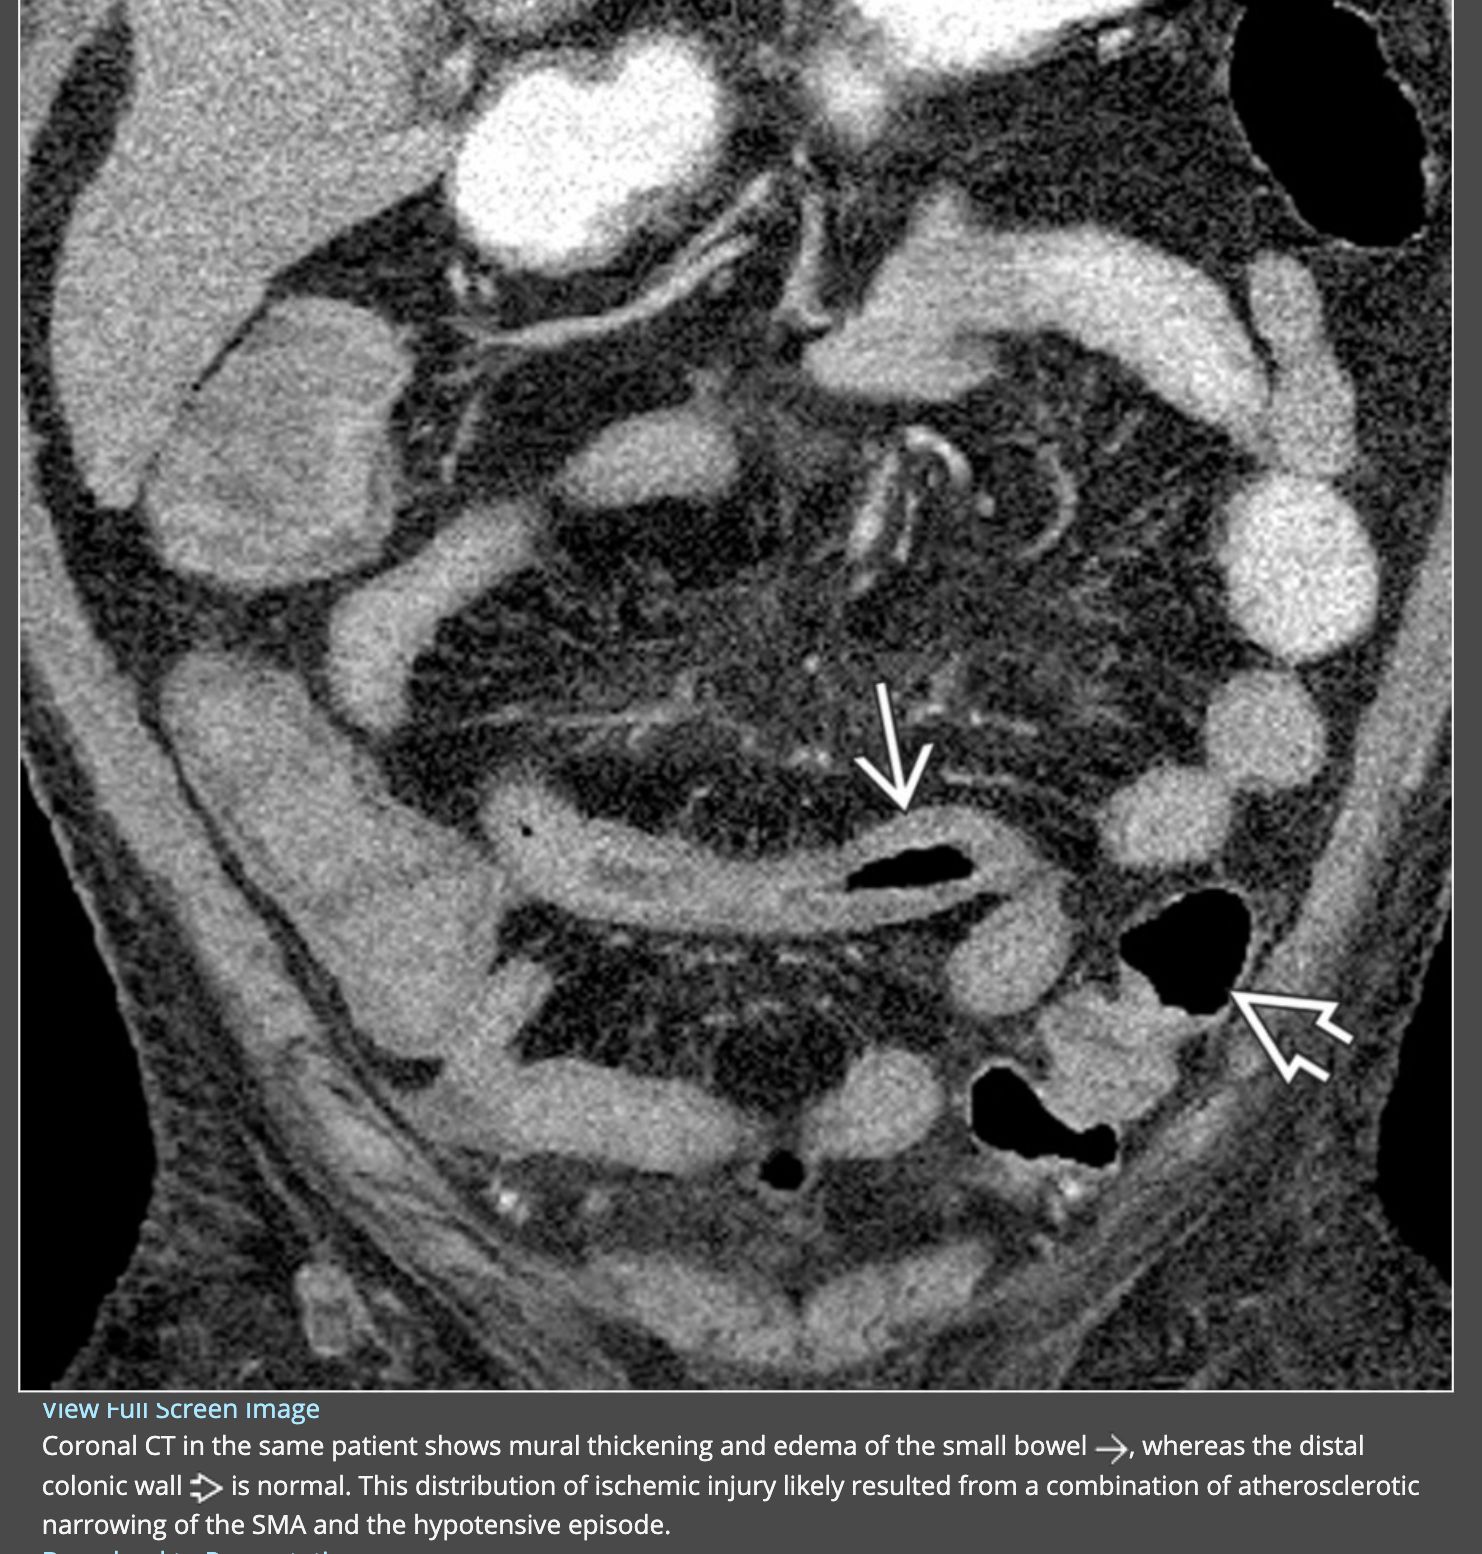 View Full Screen Image
Coronal CT in the same patient shows mural thickening and edema of the small bowel →, whereas the distal
colonic wall ⇨ is normal. This distribution of ischemic injury likely resulted from a combination of atherosclerotic
narrowing of the SMA and the hypotensive episode.